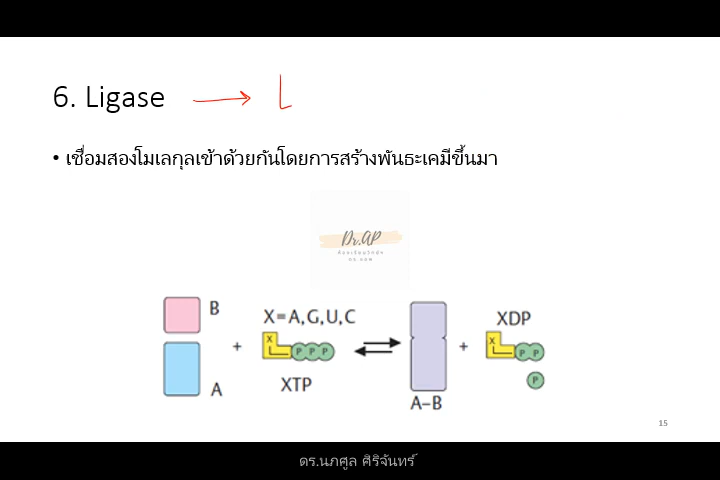 6. Ligase → L
• เชื่อมสองโมเลกุลเข้าด้วยกันโดยการสร้างพันธะเคมีขึ้นมา
Dr.AP
B
X=A,G,U,C
XDP
X
P P P
X
P P
+
+
P
A
XTP
A–B
15
ดร.นภศูล ศิริจันทร์